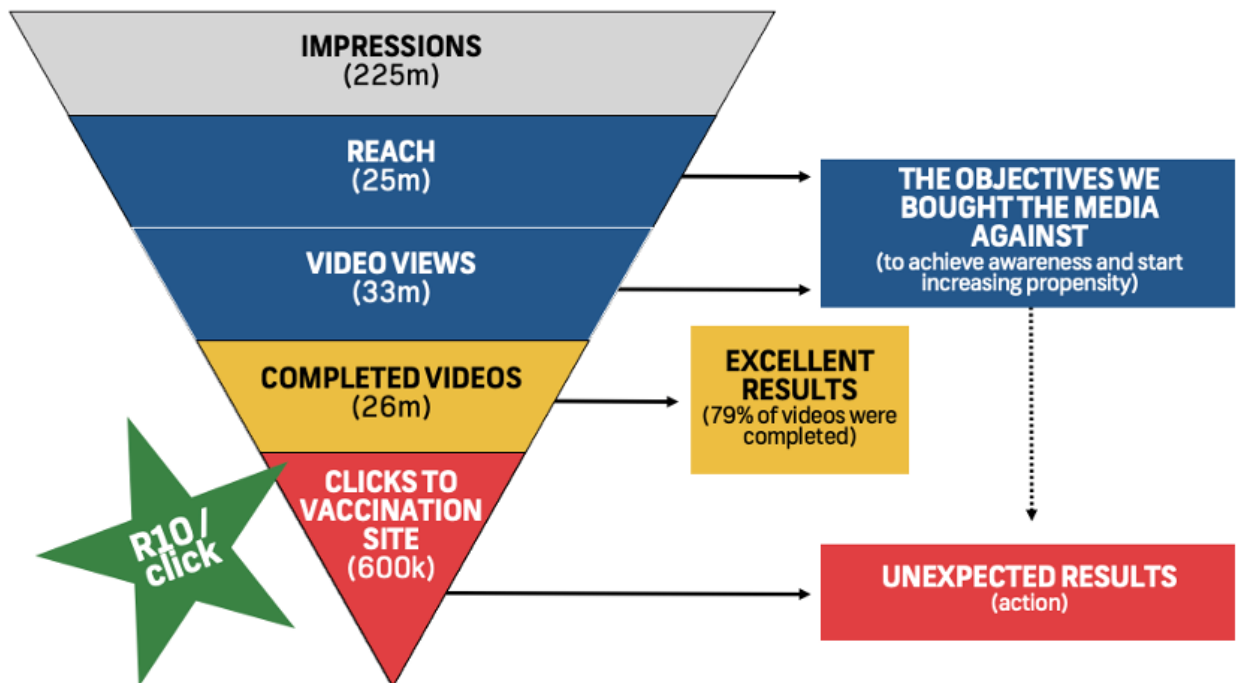 IMPRESSIONS
(225m)
REACH
(25m)
VIDEO VIEWS
(33m)
COMPLETED VIDEOS
(26m)
CLICKS TO
VACCINATION
SITE
(600k)
R10/
click
THE OBJECTIVES WE
BOUGHT THE MEDIA
AGAINST
(to achieve awareness and start
increasing propensity)
EXCELLENT
RESULTS
(79% of videos were
completed)
UNEXPECTED RESULTS
(action)